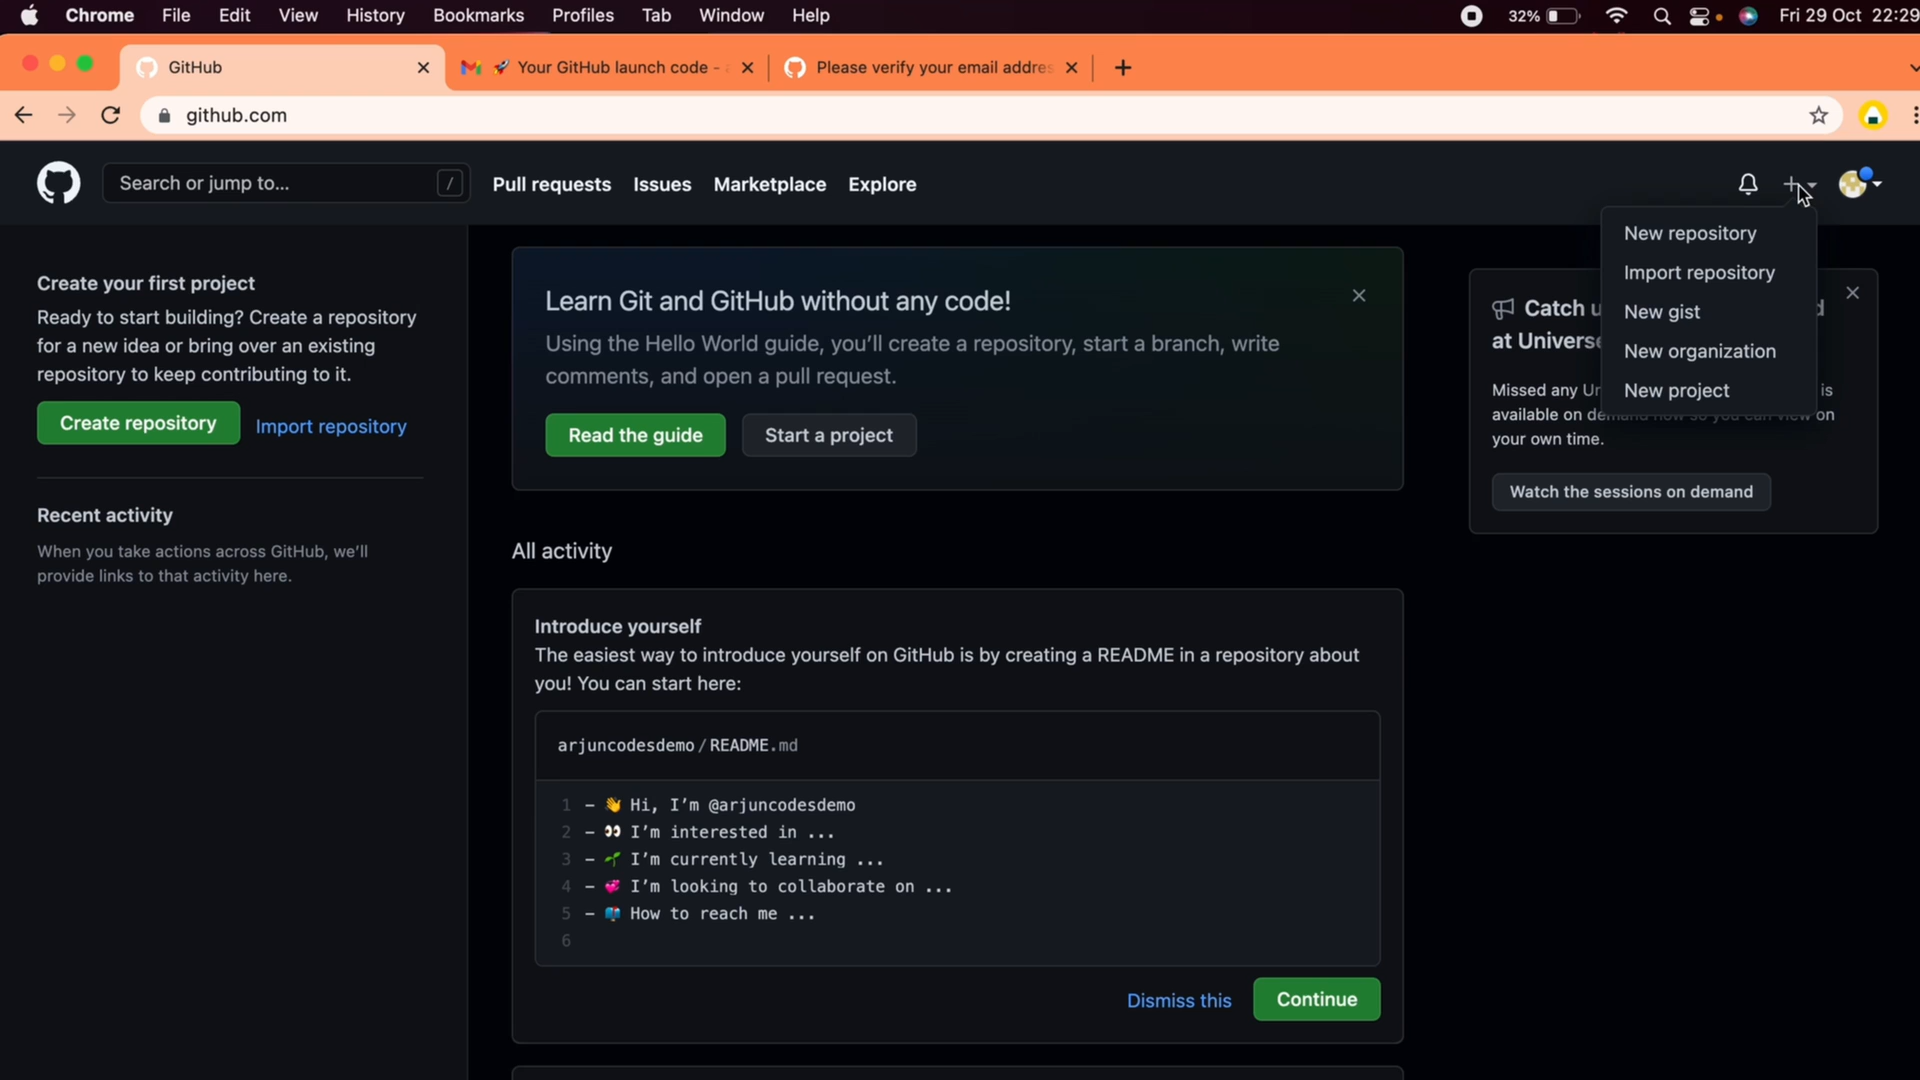 Chrome File Edit View History Bookmarks Profiles Tab Window Help 32% Fri 29 Oct 22:29
GitHub 🚀 Your GitHub launch code - Please verify your email addres
github.com
Search or jump to... / Pull requests Issues Marketplace Explore
New repository
Import repository
New gist
New organization
New project
Create your first project
Ready to start building? Create a repository
for a new idea or bring over an existing
repository to keep contributing to it.
Create repository Import repository
Recent activity
When you take actions across GitHub, we'll
provide links to that activity here.
Learn Git and GitHub without any code!
Using the Hello World guide, you'll create a repository, start a branch, write
comments, and open a pull request.
Read the guide Start a project
All activity
Introduce yourself
The easiest way to introduce yourself on GitHub is by creating a README in a repository about
you! You can start here:
arjuncodesdemo/README.md
1 - 👋 Hi, I'm @arjuncodesdemo
2 - 👀 I'm interested in ...
3 - 🌱 I'm currently learning ...
4 - 💞️ I'm looking to collaborate on ...
5 - 📫 How to reach me ...
6
Dismiss this Continue
Catch
at Universe
Missed any is
available on on
your own time.
Watch the sessions on demand